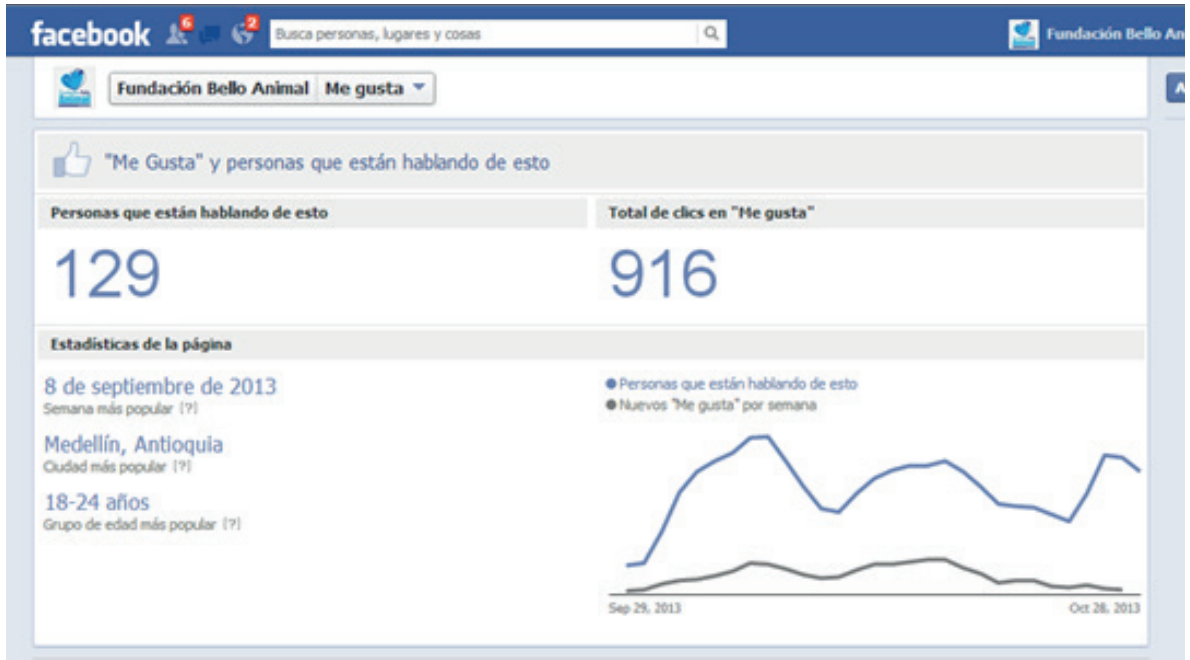 facebook 6 2 Busca personas, lugares y cosas Fundación Bello An
Fundación Bello Animal Me gusta A
"Me Gusta" y personas que están hablando de esto
Personas que están hablando de esto Total de clics en "Me gusta"
129 916
Estadísticas de la página
8 de septiembre de 2013
Semana más popular [?]
Medellín, Antioquia
Ciudad más popular [?]
18-24 años
Grupo de edad más popular [?]
Personas que están hablando de esto
Nuevos "Me gusta" por semana
Sep 29, 2013 Oct 28, 2013